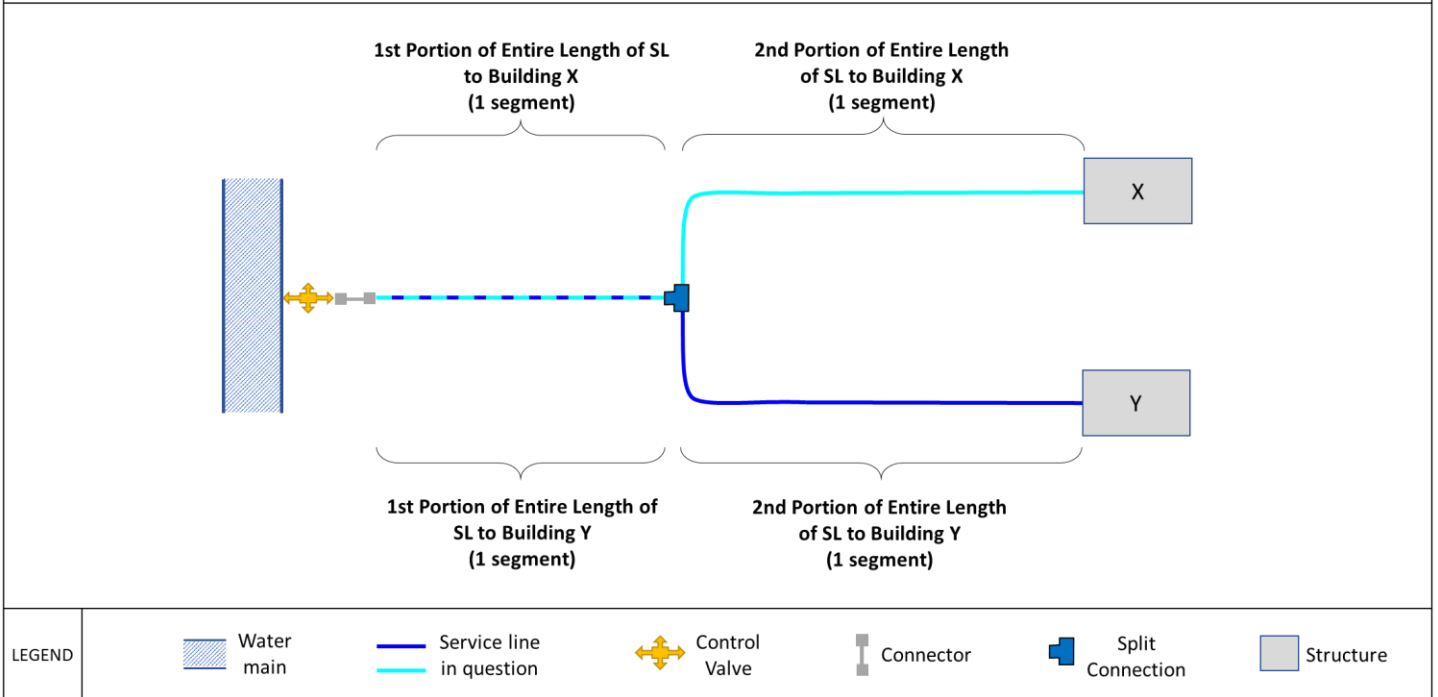 1st Portion of Entire Length of SL
to Building X
(1 segment)
2nd Portion of Entire Length
of SL to Building X
(1 segment)
X
Y
1st Portion of Entire Length of
SL to Building Y
(1 segment)
2nd Portion of Entire Length
of SL to Building Y
(1 segment)
LEGEND
Water
main
Service line
in question
Control
Valve
Connector
Split
Connection
Structure